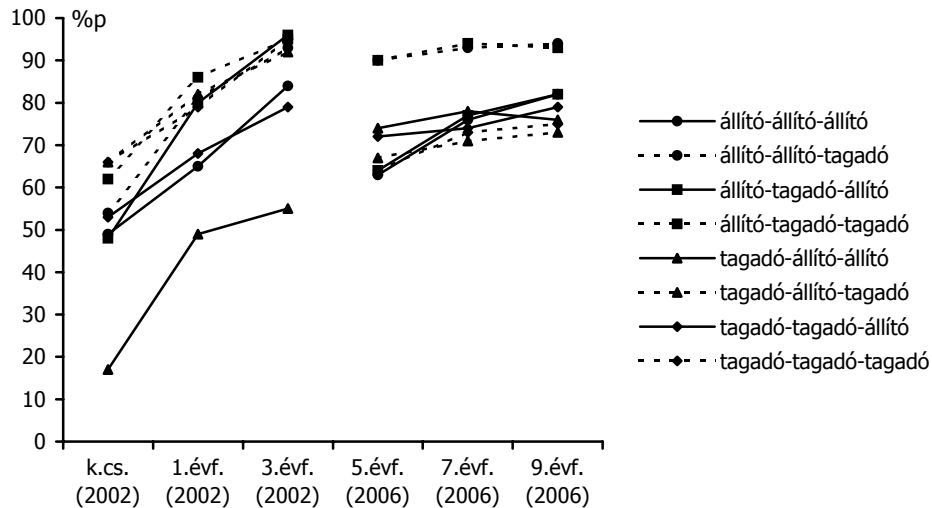 %p
100
90
80
70
60
50
40
30
20
10
0
k.cs. 1.évf. 3.évf. 5.évf. 7.évf. 9.évf.
(2002) (2002) (2002) (2006) (2006) (2006)
állító-állító-állító
állító-állító-tagadó
állító-tagadó-állító
állító-tagadó-tagadó
tagadó-állító-állító
tagadó-állító-tagadó
tagadó-tagadó-állító
tagadó-tagadó-tagadó